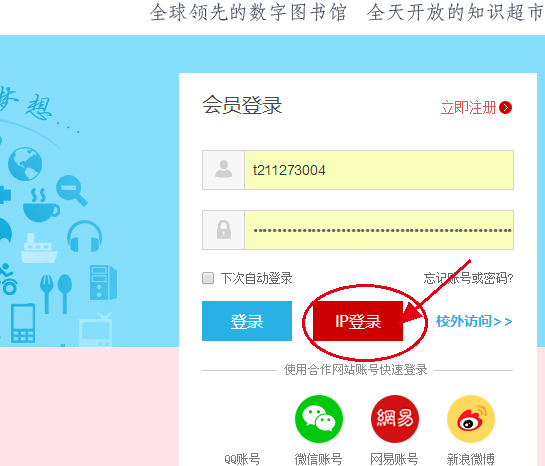 全球领先的数字图书馆 全天开放的知识超市
梦想...
会员登录
立即注册
t211273004
下次自动登录
忘记账号或密码?
登录
IP登录
校外访问>>
使用合作网站账号快速登录
網易
QQ账号
微信账号
网易账号
新浪微博